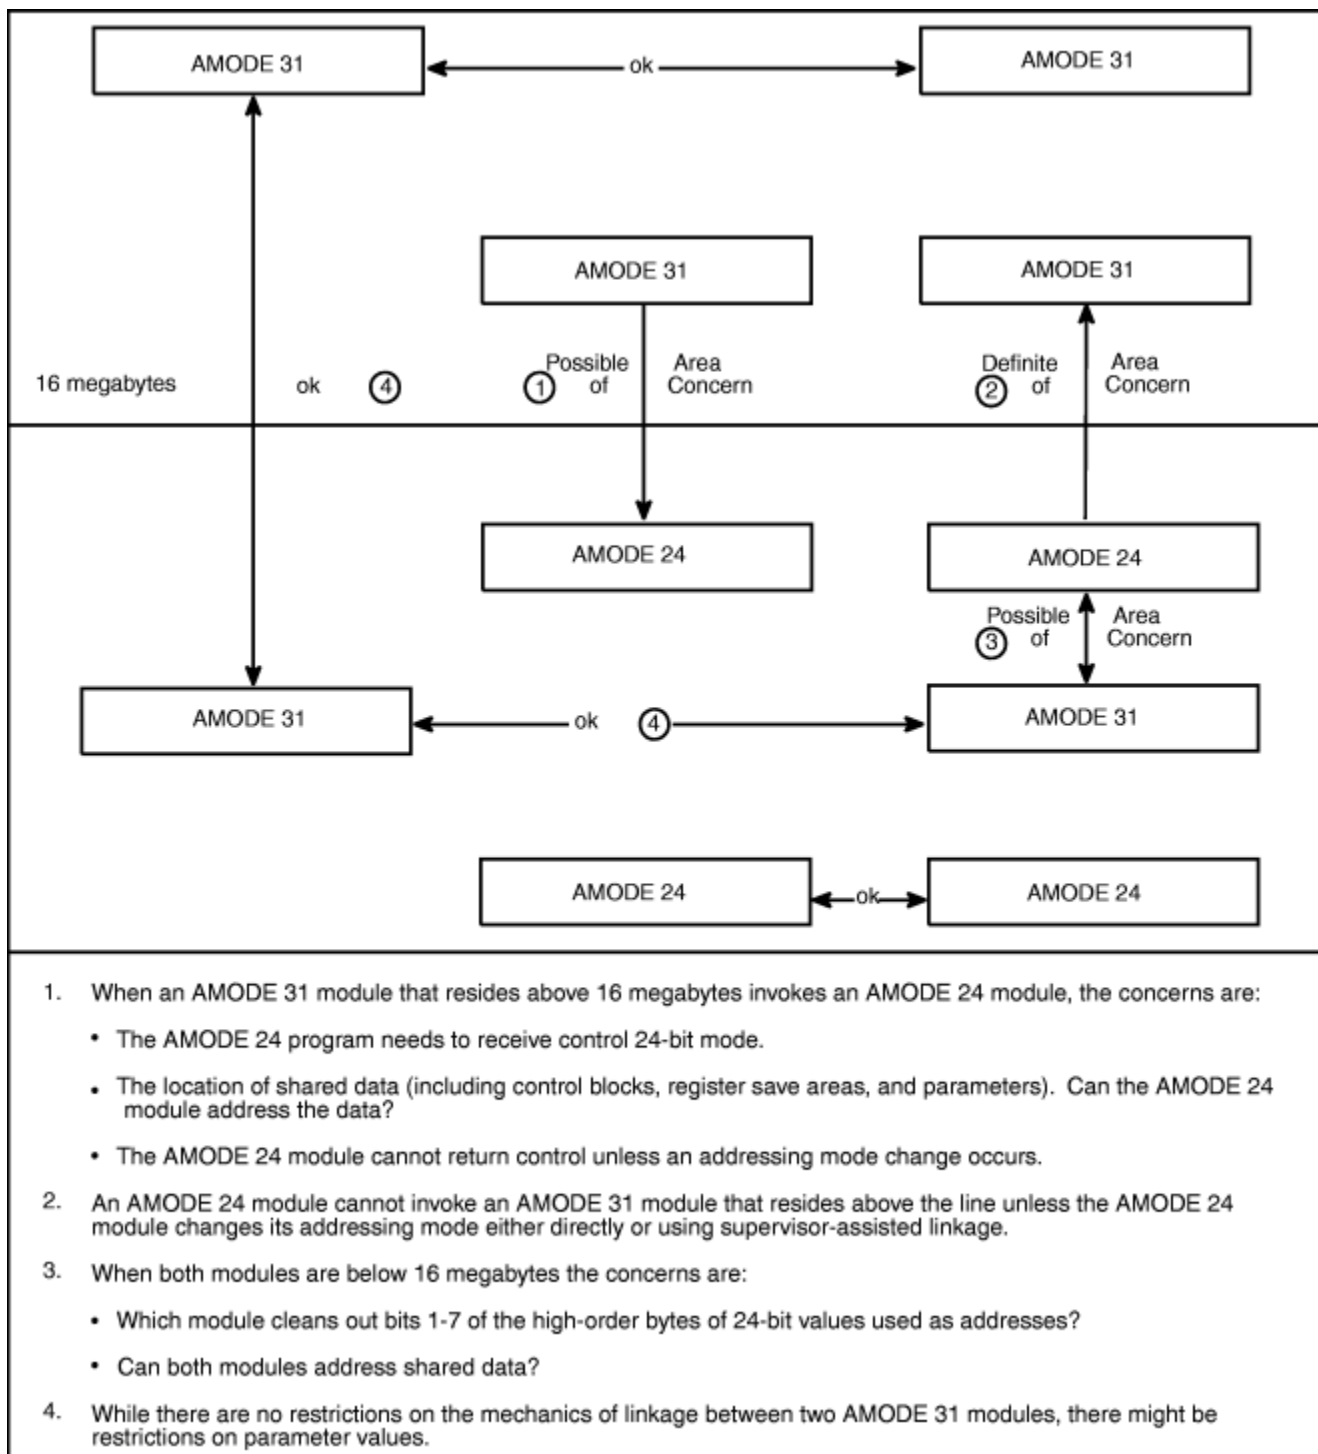 AMODE 31
ok
AMODE 31
AMODE 31
AMODE 31
16 megabytes
ok
4
Possible Area
1 of Concern
Definite Area
2 of Concern
AMODE 24
AMODE 24
Possible Area
3 of Concern
AMODE 31
ok
4
AMODE 31
AMODE 24
ok
AMODE 24
1. When an AMODE 31 module that resides above 16 megabytes invokes an AMODE 24 module, the concerns are:
• The AMODE 24 program needs to receive control 24-bit mode.
• The location of shared data (including control blocks, register save areas, and parameters). Can the AMODE 24
module address the data?
• The AMODE 24 module cannot return control unless an addressing mode change occurs.
2. An AMODE 24 module cannot invoke an AMODE 31 module that resides above the line unless the AMODE 24
module changes its addressing mode either directly or using supervisor-assisted linkage.
3. When both modules are below 16 megabytes the concerns are:
• Which module cleans out bits 1-7 of the high-order bytes of 24-bit values used as addresses?
• Can both modules address shared data?
4. While there are no restrictions on the mechanics of linkage between two AMODE 31 modules, there might be
restrictions on parameter values.